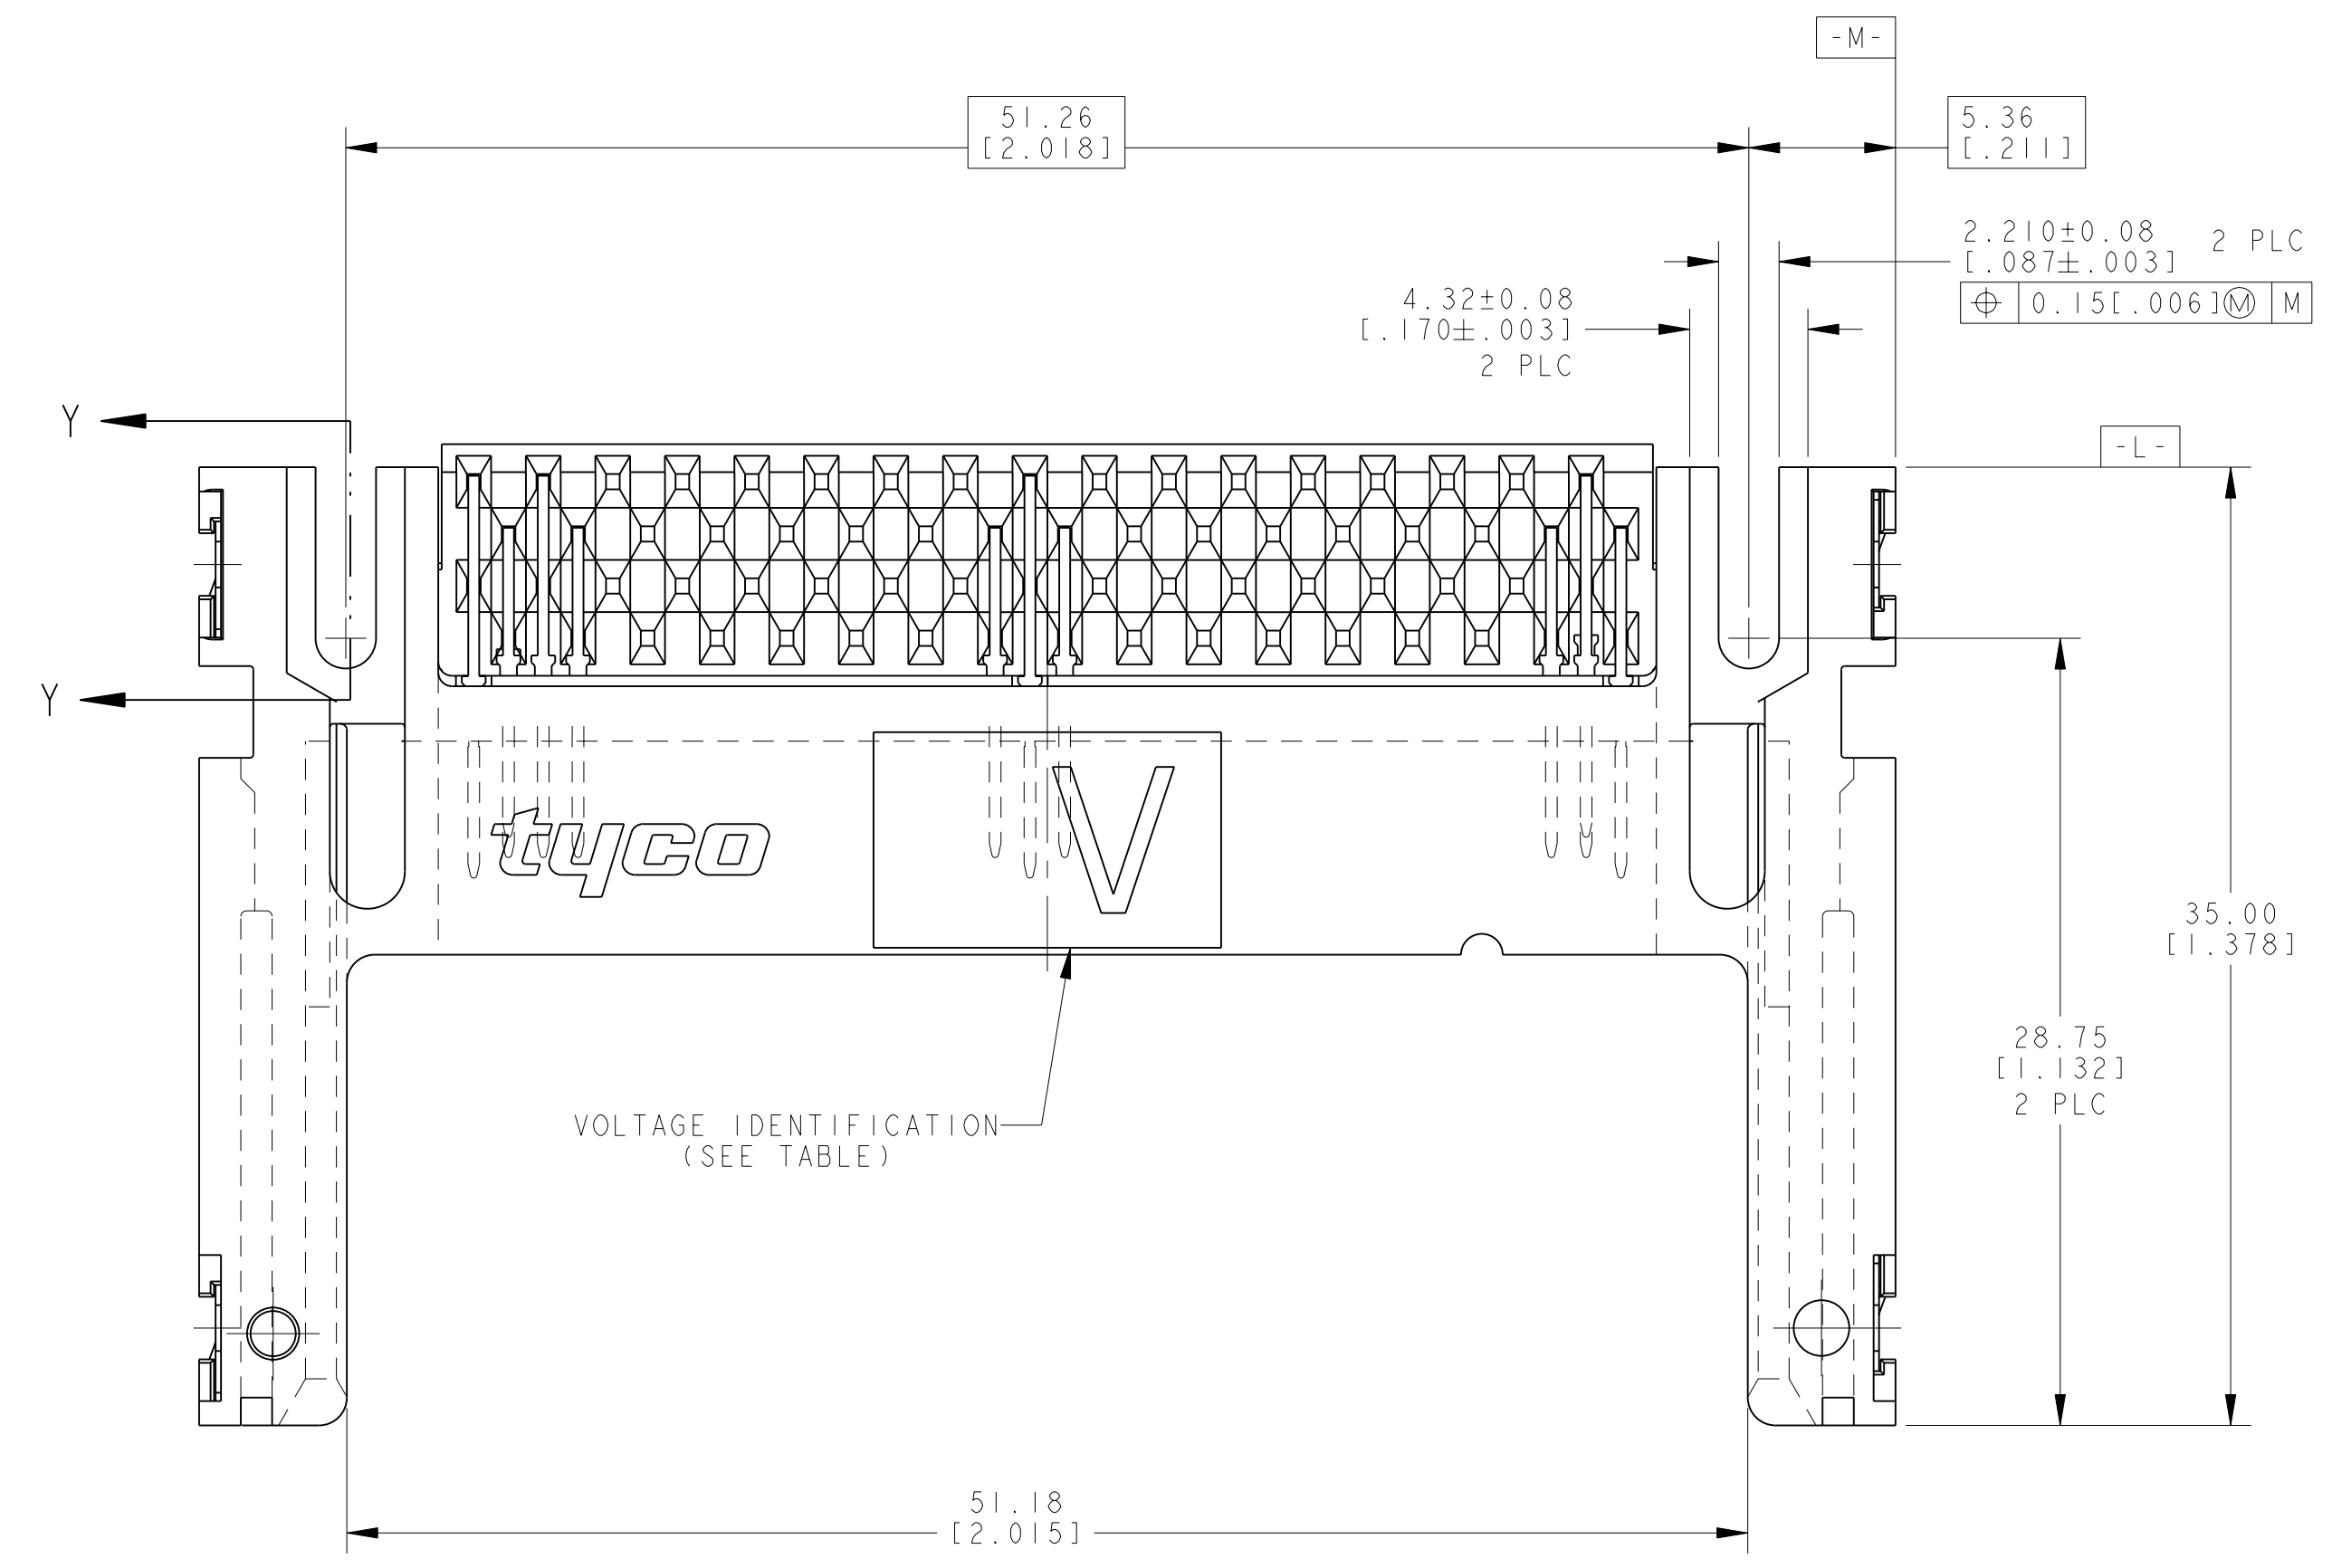 -M-
51.26
[2.018]
5.36
[.211]
2.210±0.08 2 PLC
[.087±.003]
⌖ 0.15[.006]Ⓜ M
4.32±0.08
[.170±.003]
2 PLC
Y
-L-
Y
tyco
V
35.00
[1.378]
28.75
[1.132]
2 PLC
VOLTAGE IDENTIFICATION
(SEE TABLE)
51.18
[2.015]